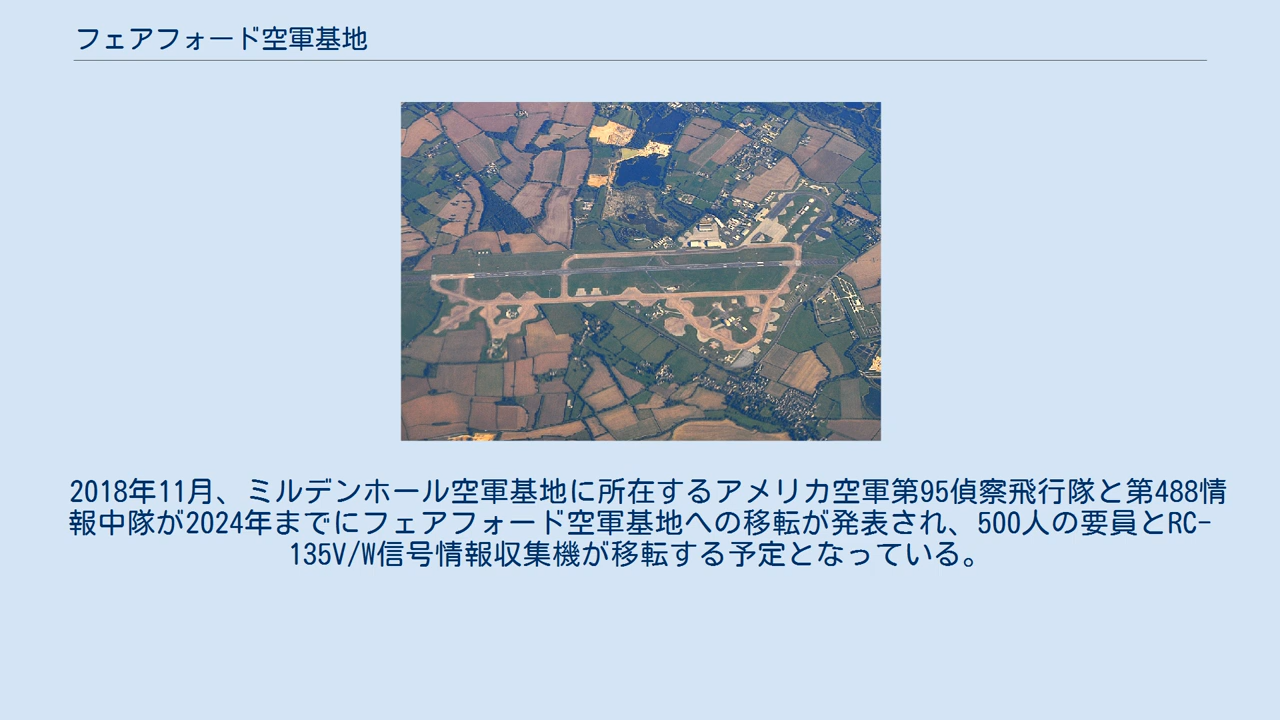 フェアフォード空軍基地
2018年11月、ミルデンホール空軍基地に所在するアメリカ空軍第95偵察飛行隊と第488情
報中隊が2024年までにフェアフォード空軍基地への移転が発表され、500人の要員とRC-
135V/W信号情報収集機が移転する予定となっている。